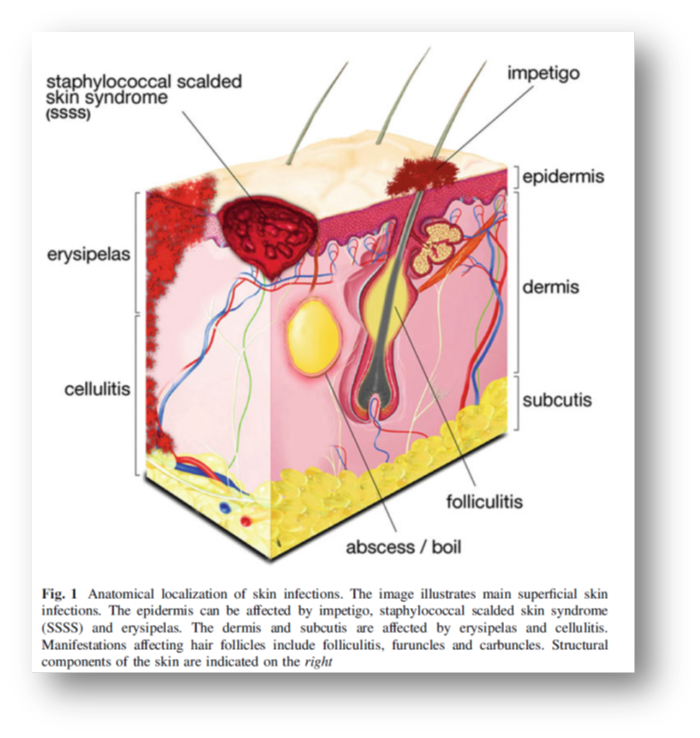 staphylococcal scalded
skin syndrome
(SSSS)
impetigo
epidermis
erysipelas
dermis
cellulitis
subcutis
folliculitis
abscess / boil
Fig. 1 Anatomical localization of skin infections. The image illustrates main superficial skin
infections. The epidermis can be affected by impetigo, staphylococcal scalded skin syndrome
(SSSS) and erysipelas. The dermis and subcutis are affected by erysipelas and cellulitis.
Manifestations affecting hair follicles include folliculitis, furuncles and carbuncles. Structural
components of the skin are indicated on the right